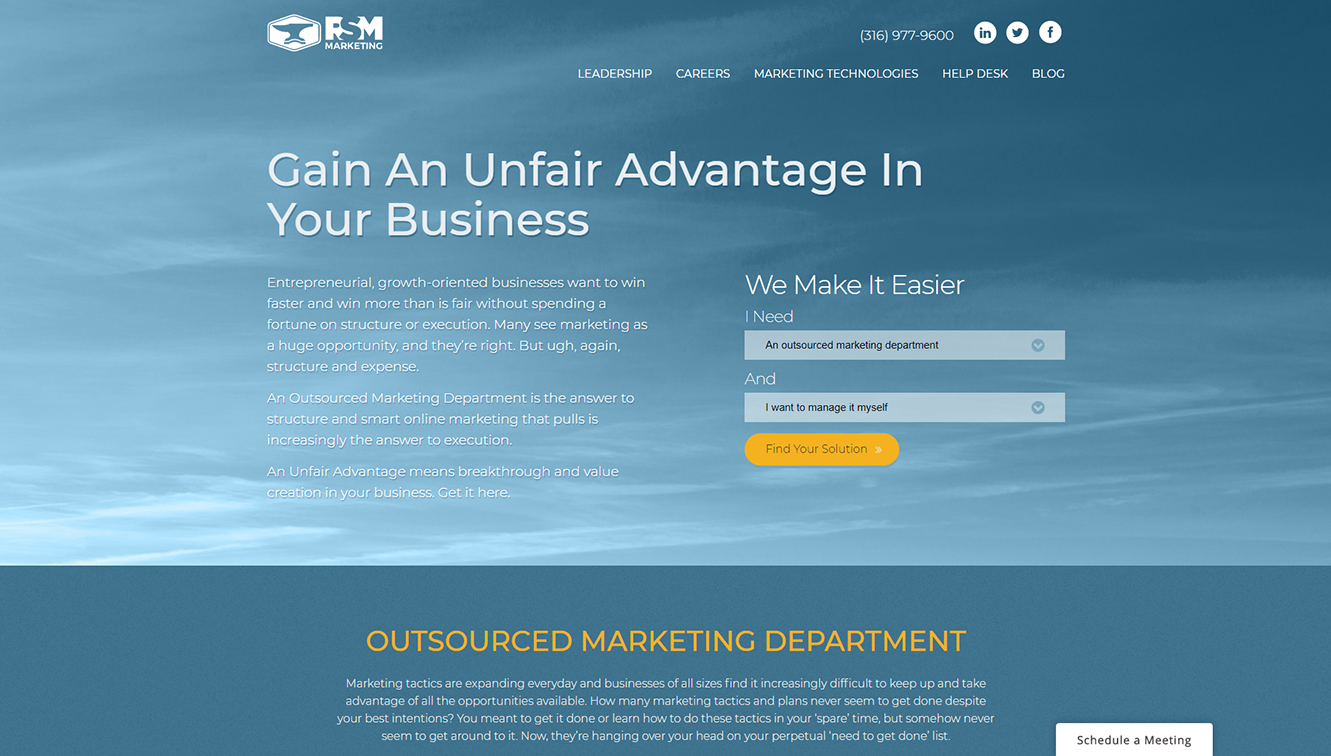 RSM
MARKETING
(316) 977-9600
in
f
LEADERSHIP CAREERS MARKETING TECHNOLOGIES HELP DESK BLOG
Gain An Unfair Advantage In
Your Business
Entrepreneurial, growth-oriented businesses want to win
faster and win more than is fair without spending a
fortune on structure or execution. Many see marketing as
a huge opportunity, and they’re right. But ugh, again,
structure and expense.
An Outsourced Marketing Department is the answer to
structure and smart online marketing that pulls is
increasingly the answer to execution.
An Unfair Advantage means breakthrough and value
creation in your business. Get it here.
We Make It Easier
I Need
An outsourced marketing department
And
I want to manage it myself
Find Your Solution »
OUTSOURCED MARKETING DEPARTMENT
Marketing tactics are expanding everyday and businesses of all sizes find it increasingly difficult to keep up and take
advantage of all the opportunities available. How many marketing tactics and plans never seem to get done despite
your best intentions? You meant to get it done or learn how to do these tactics in your ‘spare’ time, but somehow never
seem to get around to it. Now, they’re hanging over your head on your perpetual ‘need to get done’ list.
Schedule a Meeting